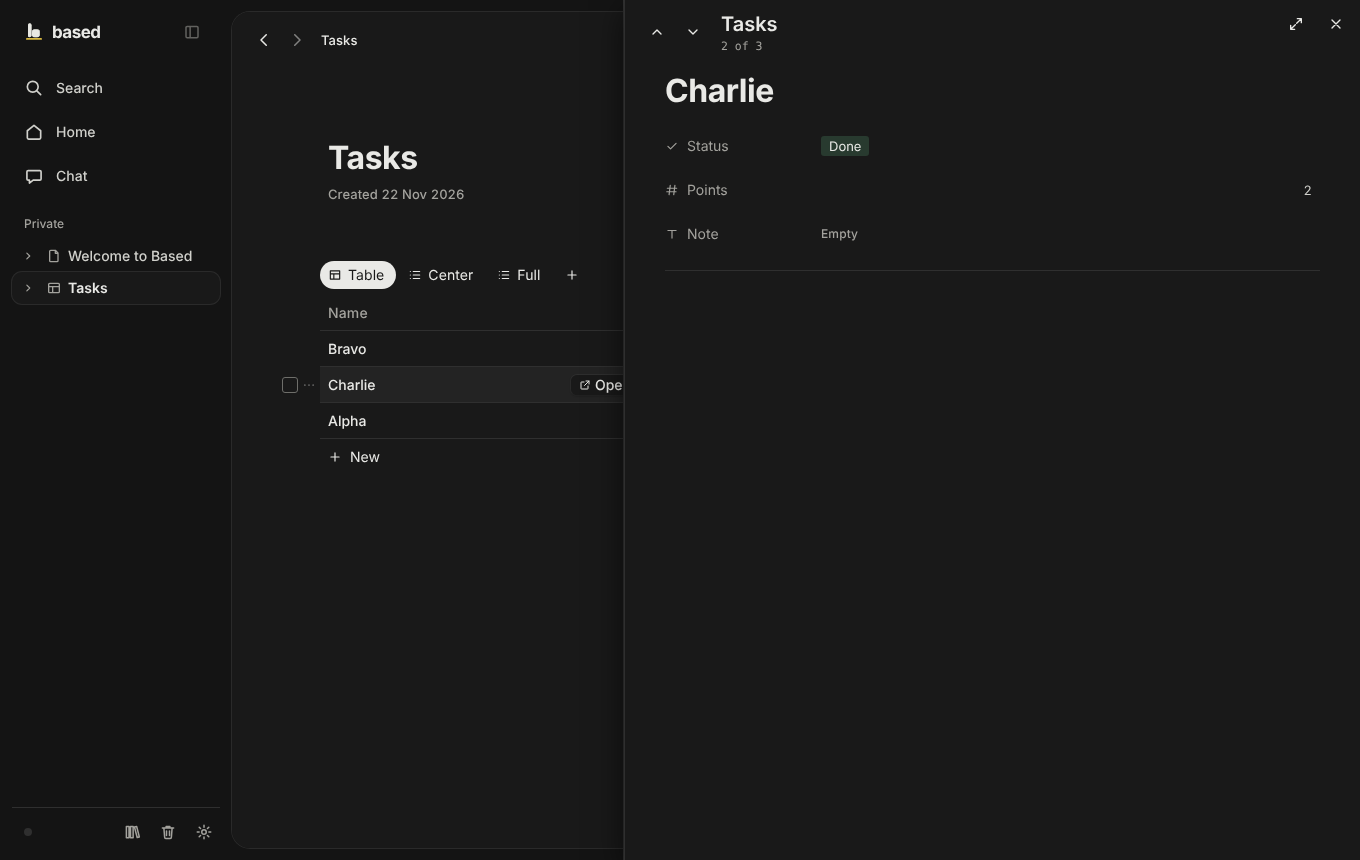 based
Search
Home
Chat
Private
Welcome to Based
Tasks
Tasks
Tasks
Created 22 Nov 2026
Table
Center
Full
Name
Bravo
Charlie
Ope
Alpha
New
Tasks
2 of 3
Charlie
Status Done
Points 2
Note Empty